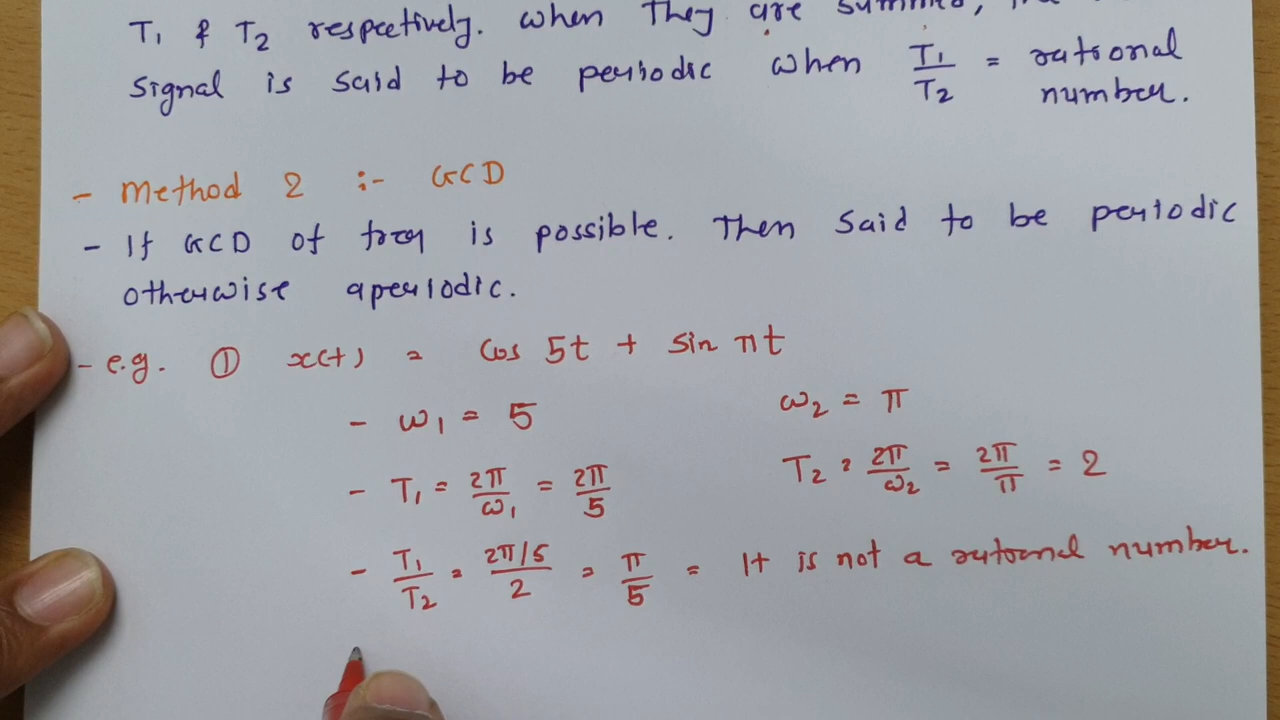 T₁ & T₂ respectively. When they are
signal is said to be periodic when T₁/T₂ = rational number.
- Method 2 :- GCD
- If GCD of freq is possible. Then said to be periodic
otherwise aperiodic.
- e.g. ① x(t) = cos 5t + sin πt
- ω₁ = 5 ω₂ = π
- T₁ = 2π/ω₁ = 2π/5 T₂ = 2π/ω₂ = 2π/π = 2
- T₁/T₂ = 2π/5/2 = π/5 = It is not a rational number.